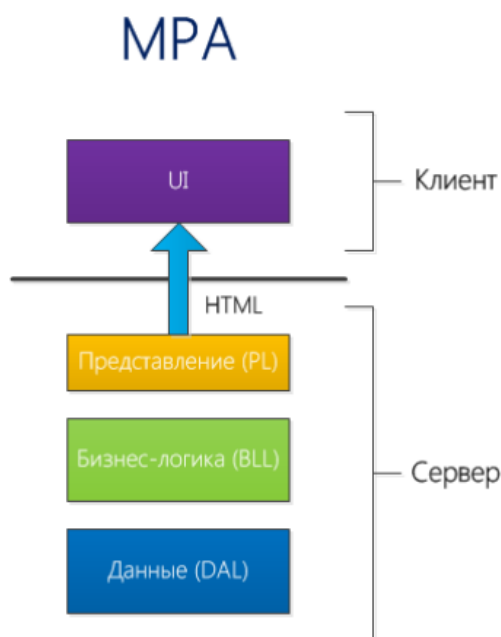 MPA
UI
Клиент
HTML
Представление (PL)
Бизнес-логика (BLL)
Сервер
Данные (DAL)